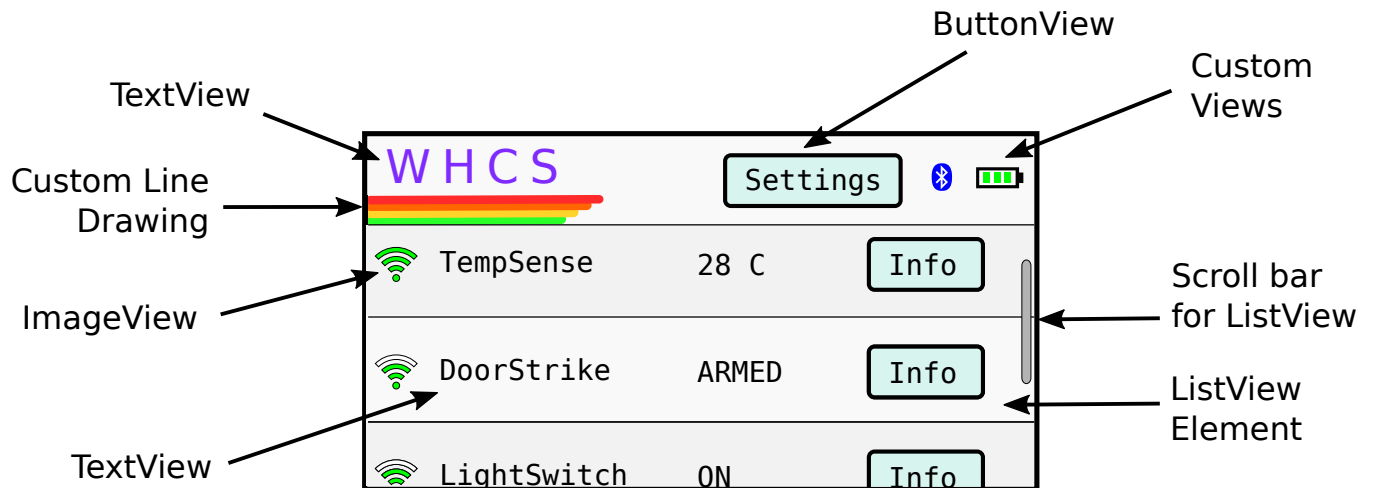 ButtonView
Custom
Views
TextView
Custom Line
Drawing
ImageView
TextView
W H C S
Settings
TempSense 28 C Info
DoorStrike ARMED Info
LightSwitch ON Info
Scroll bar
for ListView
ListView
Element